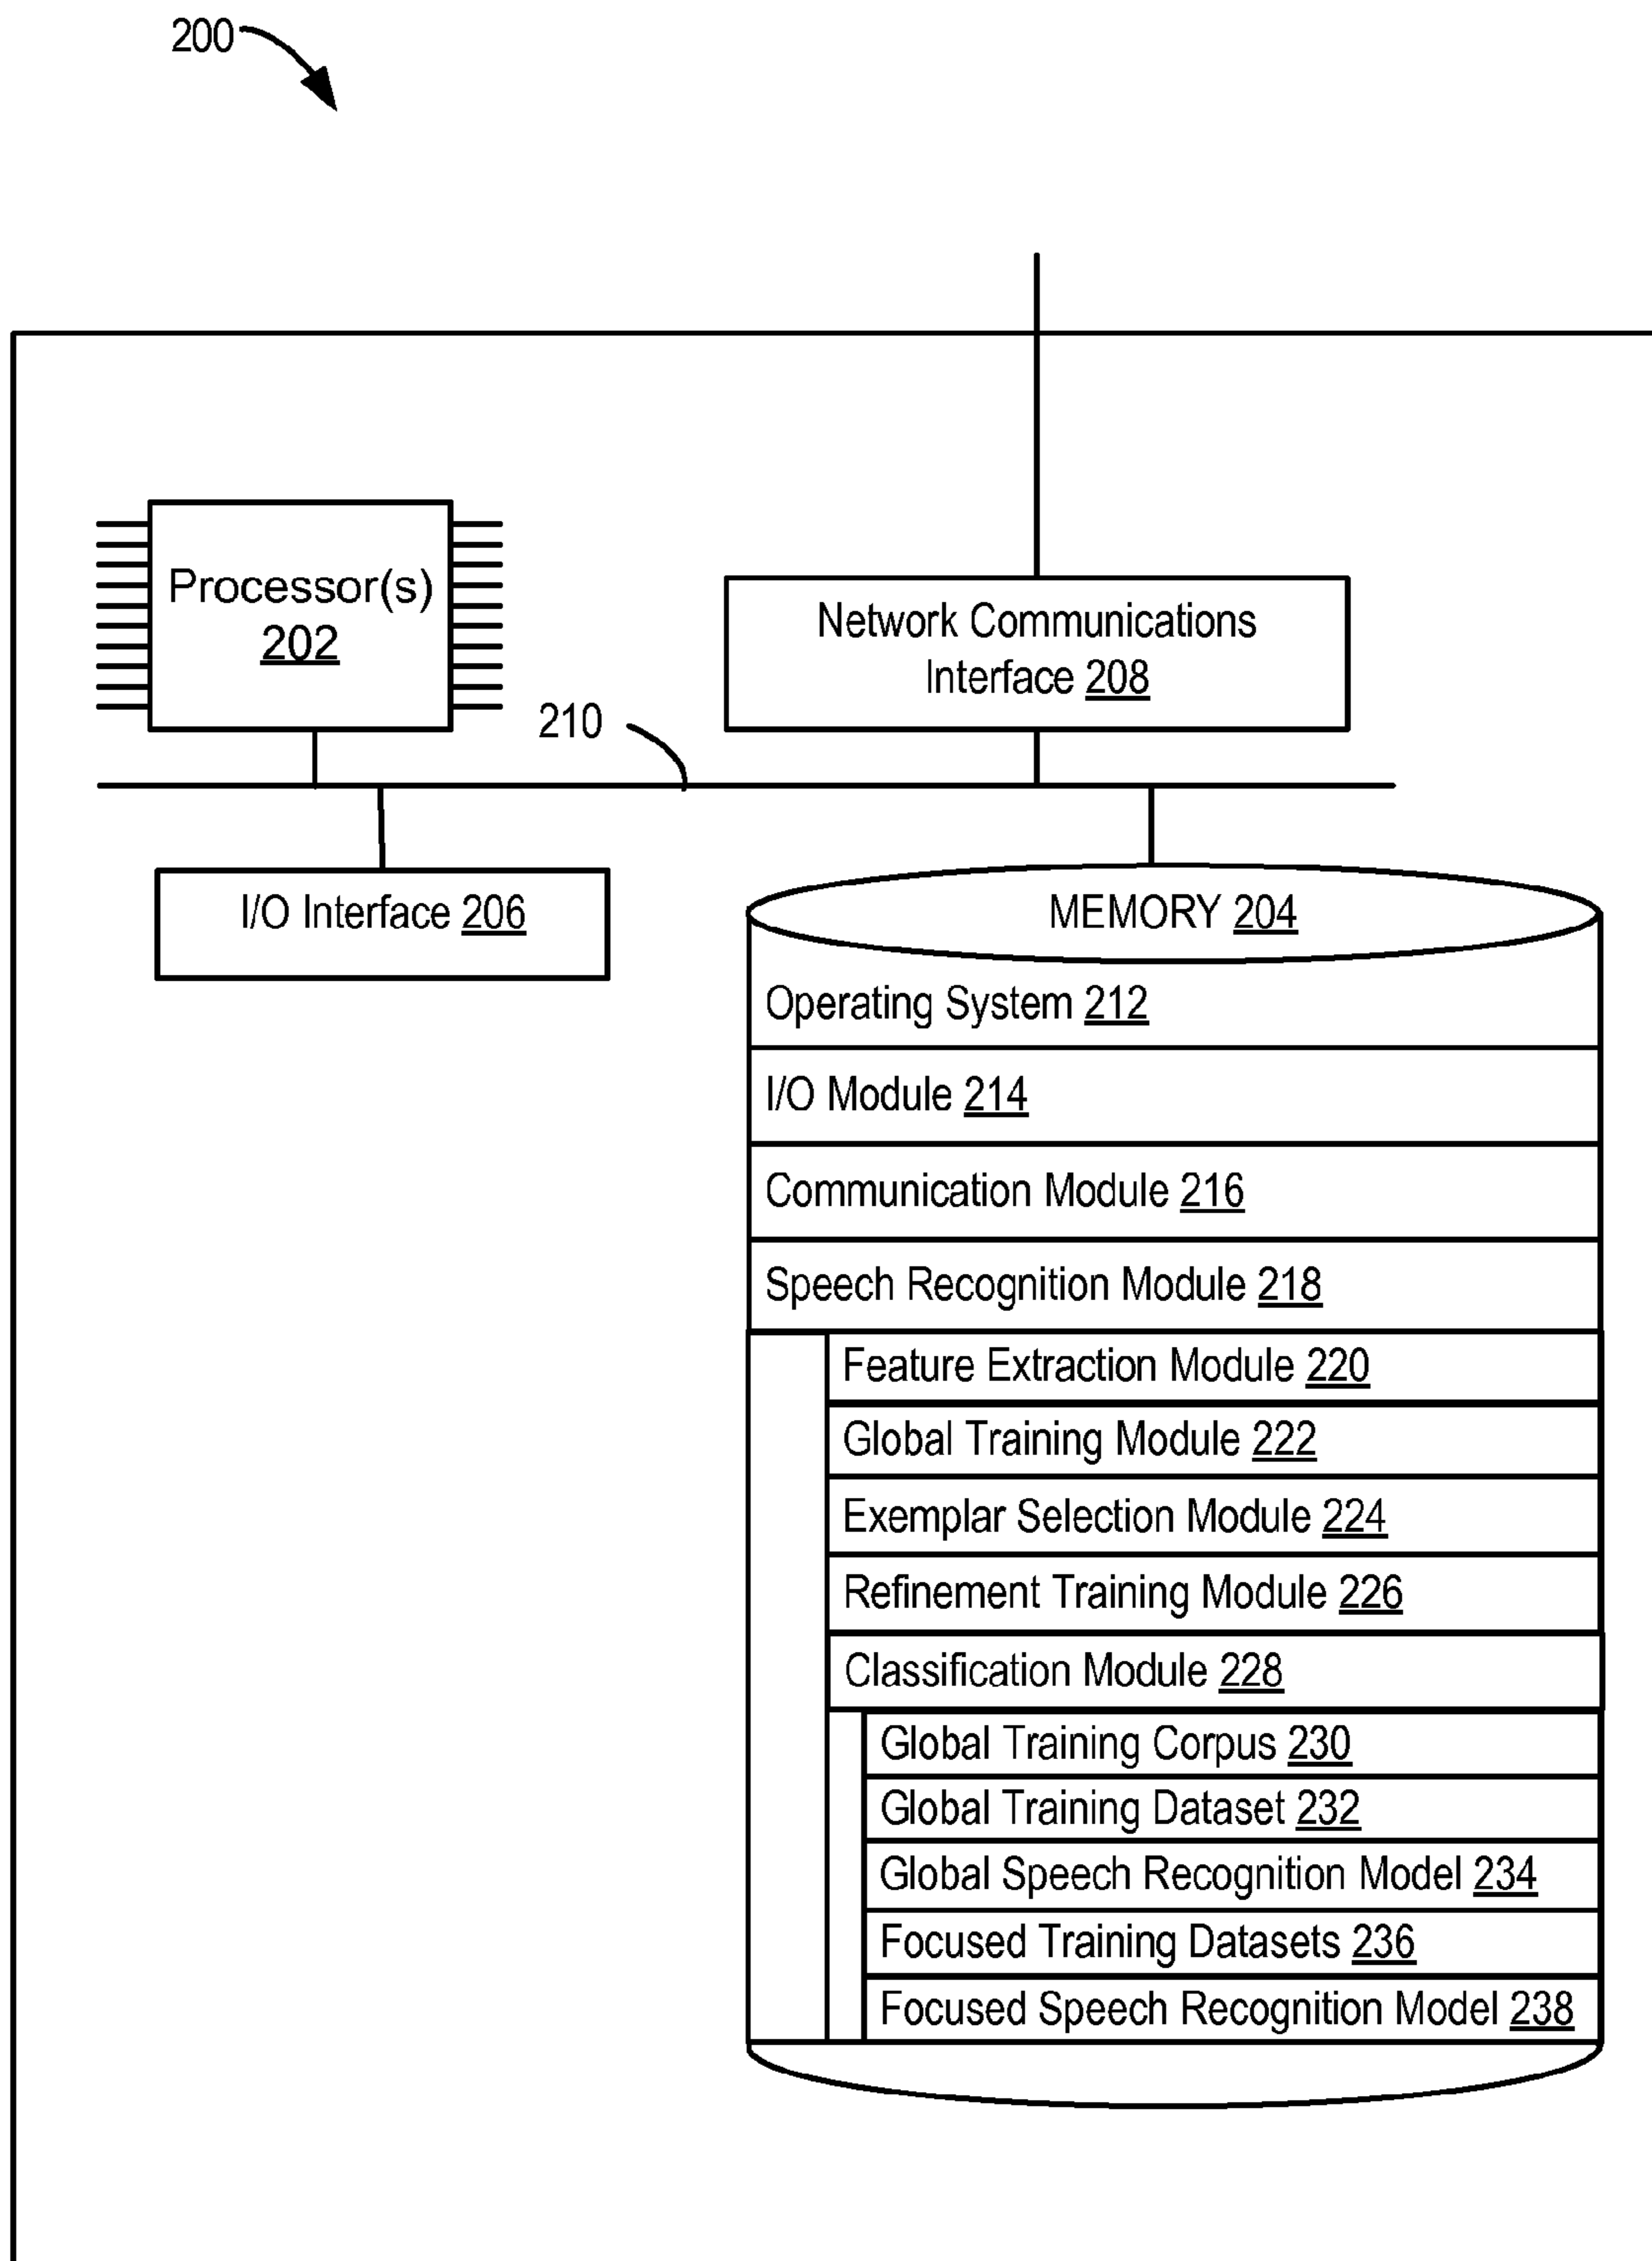 200
Processor(s)
202
Network Communications
Interface 208
210
I/O Interface 206
MEMORY 204
Operating System 212
I/O Module 214
Communication Module 216
Speech Recognition Module 218
Feature Extraction Module 220
Global Training Module 222
Exemplar Selection Module 224
Refinement Training Module 226
Classification Module 228
Global Training Corpus 230
Global Training Dataset 232
Global Speech Recognition Model 234
Focused Training Datasets 236
Focused Speech Recognition Model 238